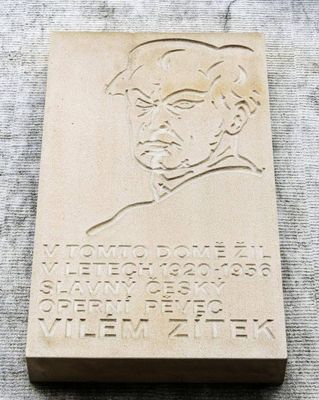 V TOMTO DOMĚ ŽIL
V LETECH 1920-1956
SLAVNÝ ČESKÝ
OPERNÍ PĚVEC
VILÉM ZÍTEK